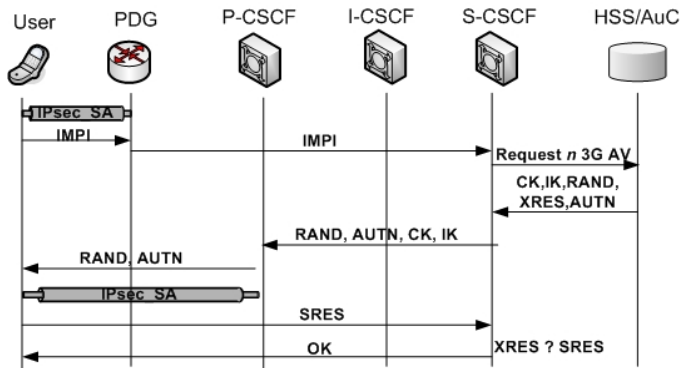 User PDG P-CSCF I-CSCF S-CSCF HSS/AuC
IPsec SA
IMPI
IMPI
Request n 3G AV
CK,IK,RAND,
XRES,AUTN
RAND, AUTN, CK, IK
RAND, AUTN
IPsec SA
SRES
OK
XRES ? SRES